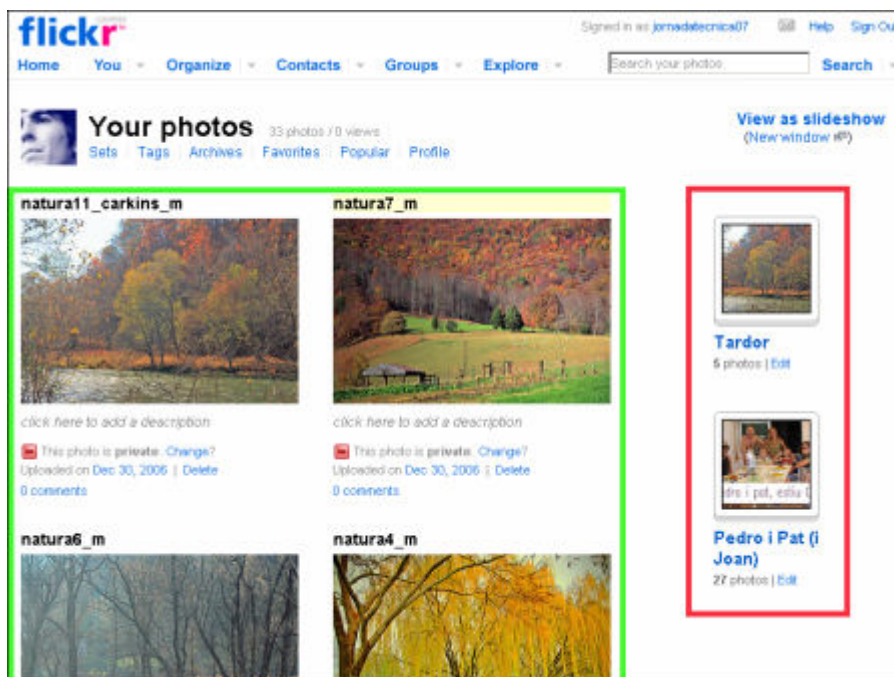 flickr
Signed in as jornadatecnica07 Help Sign Ou
Home You Organize Contacts Groups Explore Search your photos Search
Your photos 33 photos / 0 views
Sets Tags Archives Favorites Popular Profile
View as slideshow
(New window)
natura11_carkins_m
natura7_m
click here to add a description
click here to add a description
This photo is private. Change?
Uploaded on Dec 30, 2006 | Delete
0 comments
This photo is private. Change?
Uploaded on Dec 30, 2006 | Delete
0 comments
natura6_m
natura4_m
Tardor
5 photos | Edit
dro i pat, estiu
Pedro i Pat (i
Joan)
27 photos | Edit